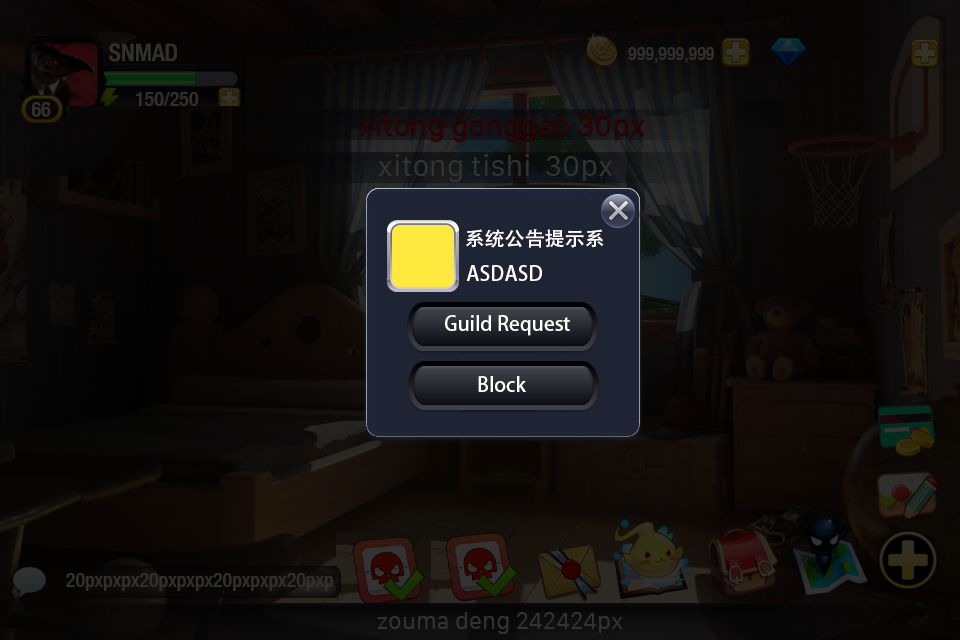 SNMAD
999,999,999
150/250
66
xitong gonggao 30px
xitong tishi 30px
系统公告提示系
ASDASD
Guild Request
Block
20pxpxpx20pxpxpx20pxpxpx20pxp
zouma deng 242424px